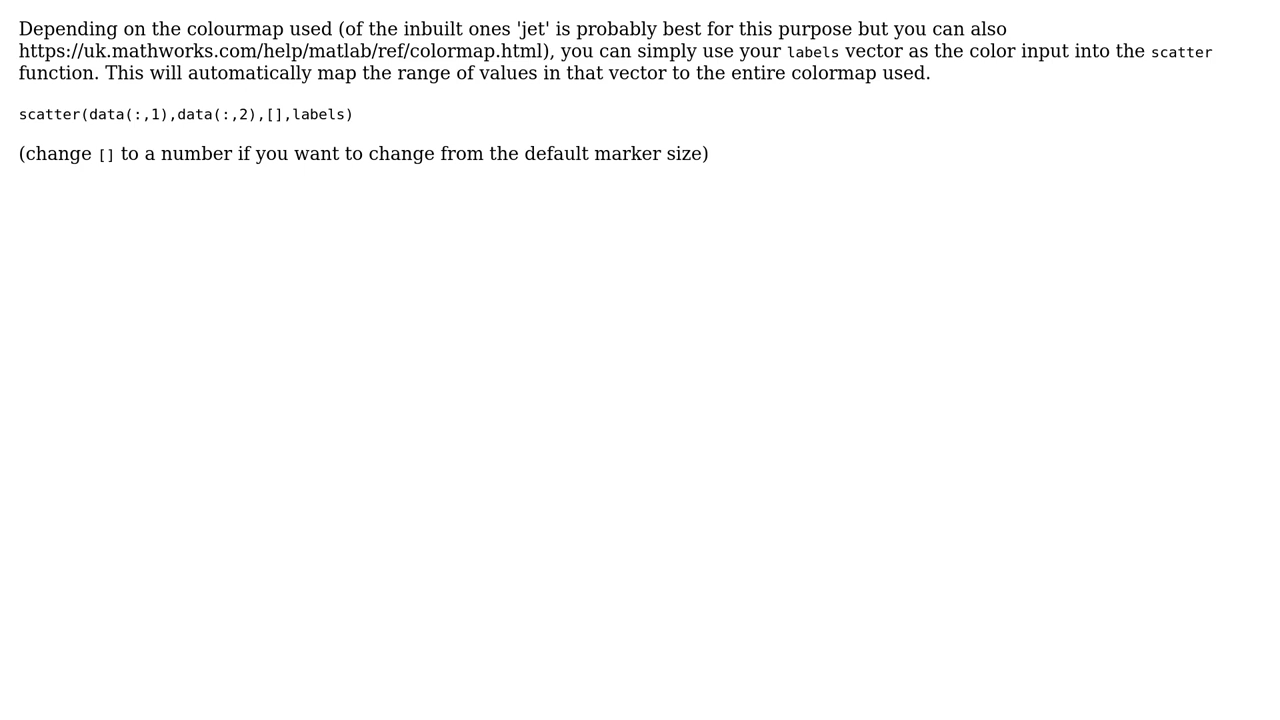 Depending on the colourmap used (of the inbuilt ones 'jet' is probably best for this purpose but you can also
https://uk.mathworks.com/help/matlab/ref/colormap.html), you can simply use your labels vector as the color input into the scatter
function. This will automatically map the range of values in that vector to the entire colormap used.
scatter(data(:,1),data(:,2),[],labels)
(change [] to a number if you want to change from the default marker size)